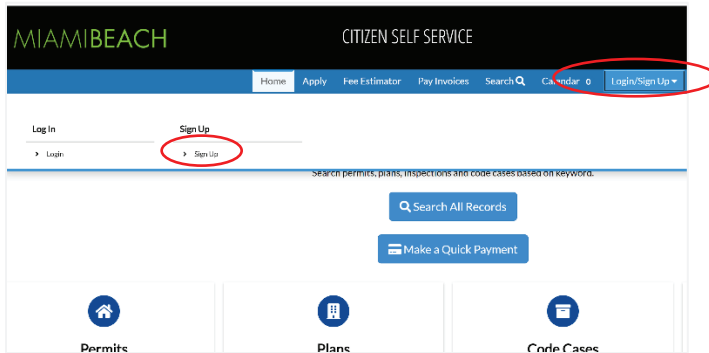 MIAMIBEACH
CITIZEN SELF SERVICE
Home Apply Fee Estimator Pay Invoices Search Calendar 0 Login/Sign Up
Log In Sign Up
> Login > Sign Up
Search permits, plans, inspections and code cases based on keyword.
Search All Records
Make a Quick Payment
Permits Plans Code Cases